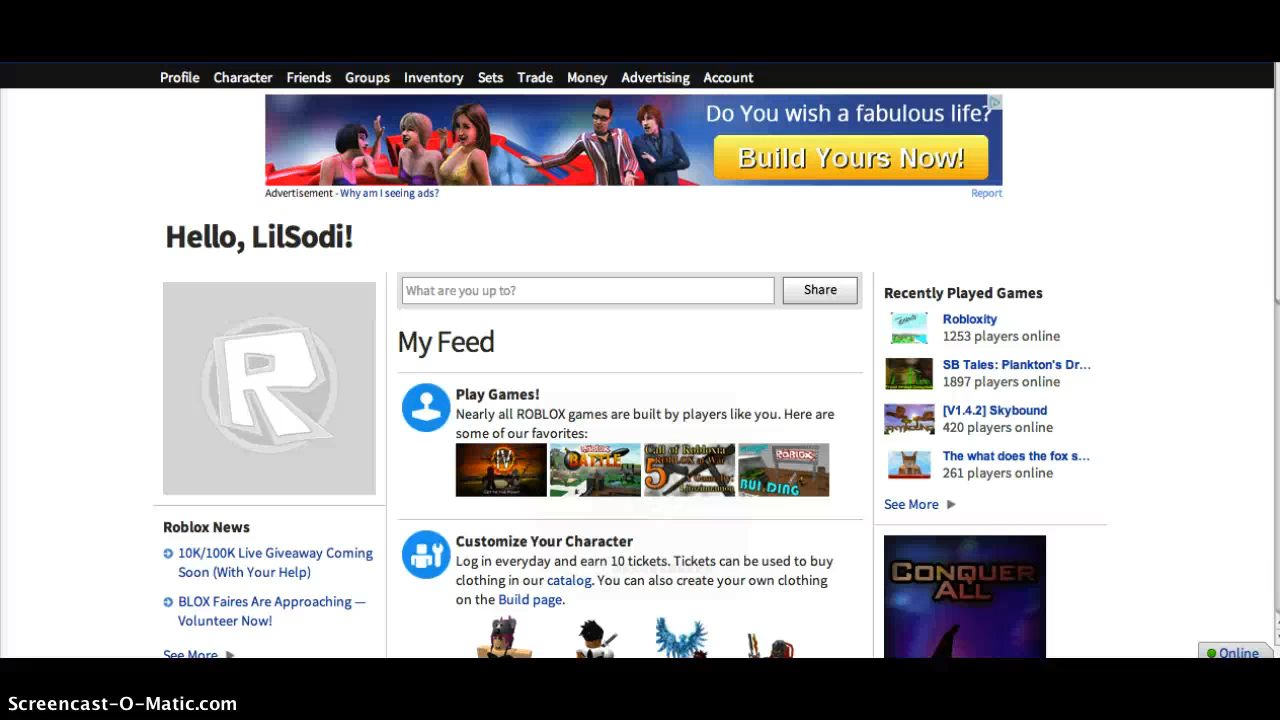 Profile Character Friends Groups Inventory Sets Trade Money Advertising Account
Do You wish a fabulous life?
Build Yours Now!
Advertisement - Why am I seeing ads?
Report
Hello, LilSodi!
What are you up to?
Share
My Feed
Play Games!
Nearly all ROBLOX games are built by players like you. Here are
some of our favorites:
BATTLE
Call of Robloxia
5
ROBLOX
BUILDING
Customize Your Character
Log in everyday and earn 10 tickets. Tickets can be used to buy
clothing in our catalog. You can also create your own clothing
on the Build page.
Roblox News
10K/100K Live Giveaway Coming
Soon (With Your Help)
BLOX Faires Are Approaching —
Volunteer Now!
See More
Recently Played Games
Robloxity
1253 players online
SB Tales: Plankton's Dr...
1897 players online
[V1.4.2] Skybound
420 players online
The what does the fox s...
261 players online
See More
CONQUER
ALL
Online
Screencast-O-Matic.com